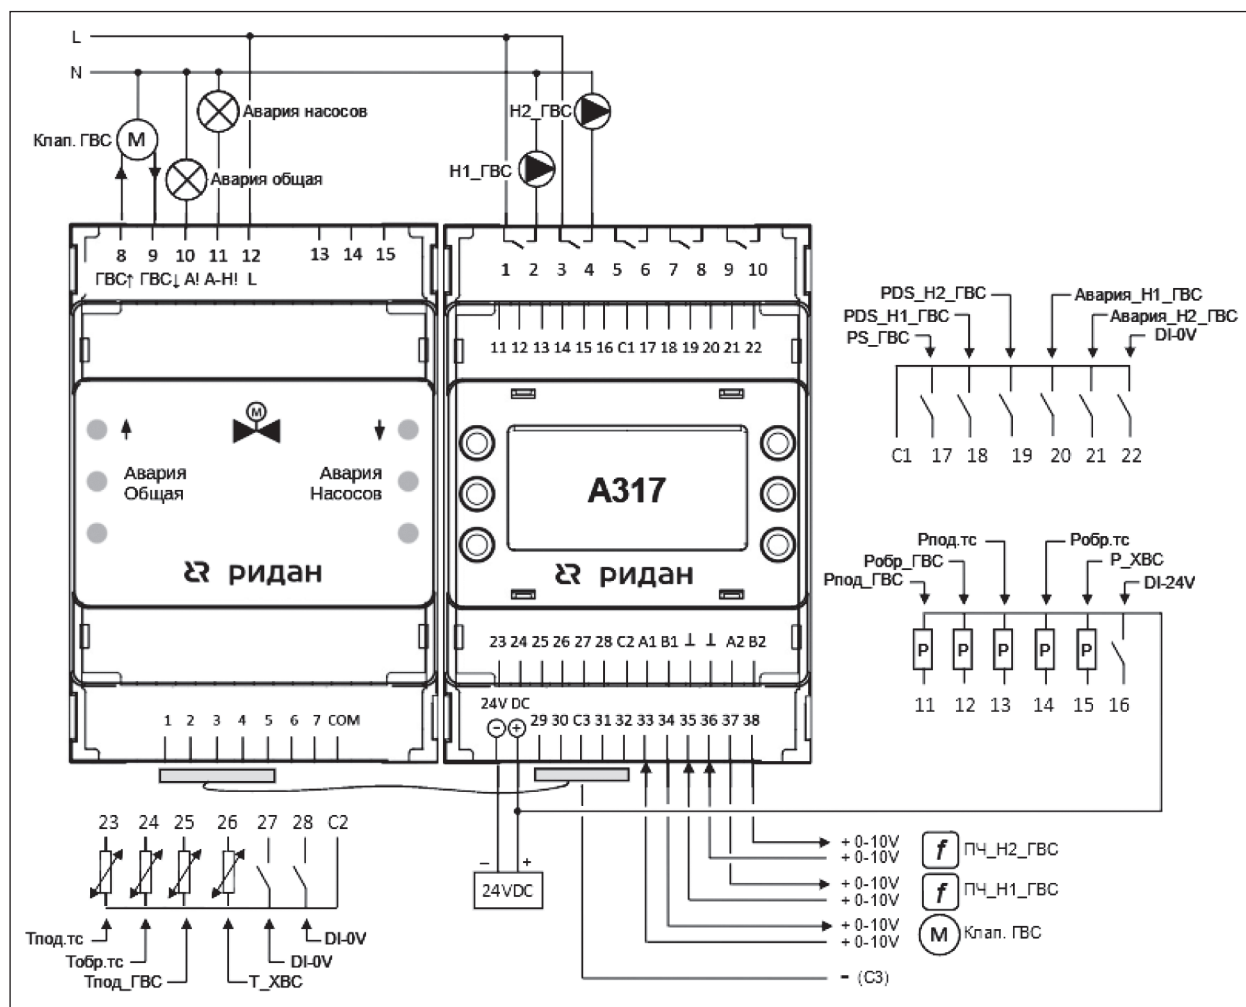 L
N
Авария насосов
Н2_ГВС
Клап. ГВС
M
Авария общая
Н1_ГВС
8 9 10 11 12 13 14 15
ГВС↑ ГВС↓ А! А-Н! L
1 2 3 4 5 6 7 8 9 10
11 12 13 14 15 16 C1 17 18 19 20 21 22
PDS_Н2_ГВС
Авария_Н1_ГВС
PDS_Н1_ГВС
Авария_Н2_ГВС
PS_ГВС
DI-0V
C1 17 18 19 20 21 22
M
Авария
Общая
Авария
Насосов
A317
ридан
ридан
Рпод.тс
Робр.тс
Робр_ГВС
Р_ХВС
Рпод_ГВС
DI-24V
P P P P P
11 12 13 14 15 16
23 24 25 26 27 28 C2 A1 B1 ⊥ ⊥ A2 B2
24V DC
− +
29 30 C3 31 32 33 34 35 36 37 38
1 2 3 4 5 6 7 COM
23 24 25 26 27 28 C2
− +
24VDC
+ 0-10V
+ 0-10V
f ПЧ_Н2_ГВС
+ 0-10V
+ 0-10V
f ПЧ_Н1_ГВС
+ 0-10V
+ 0-10V
M Клап. ГВС
− (C3)
Тпод.тс
DI-0V
Тобр.тс
DI-0V
Тпод_ГВС
Т_ХВС